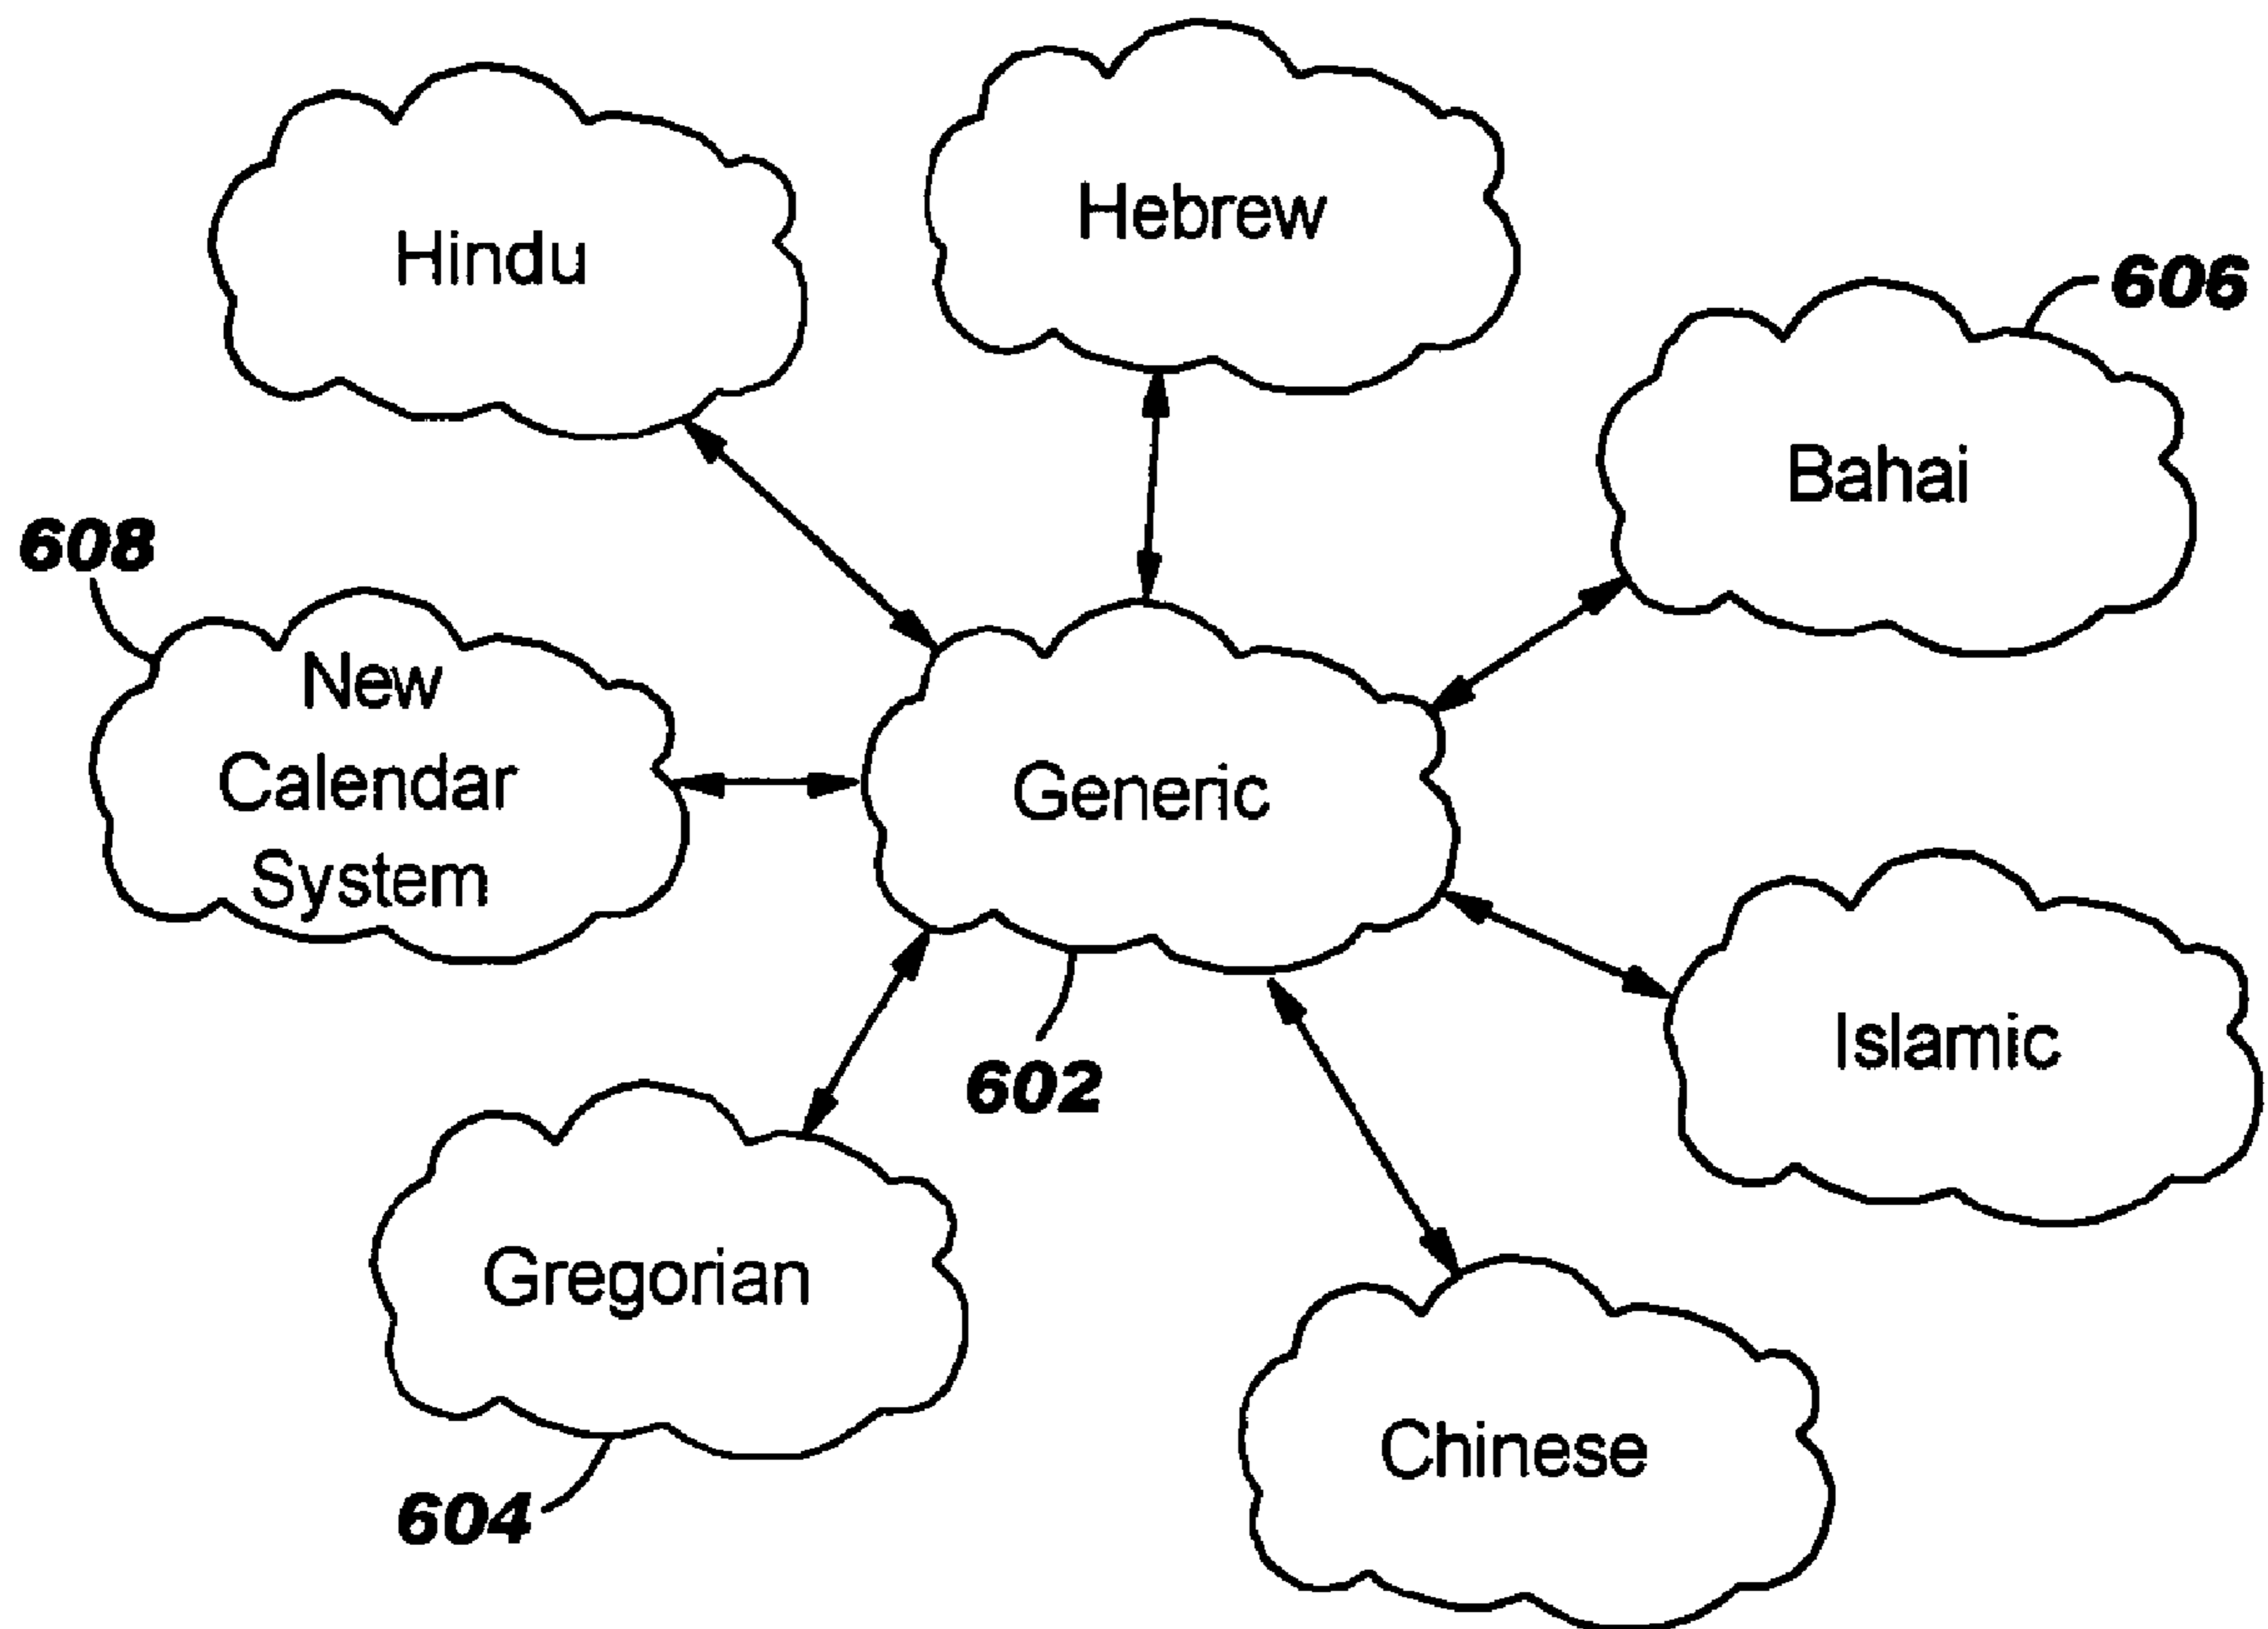 Hebrew
Hindu
606
Bahai
608
New
Calendar
System
Generic
Islamic
602
Gregorian
Chinese
604